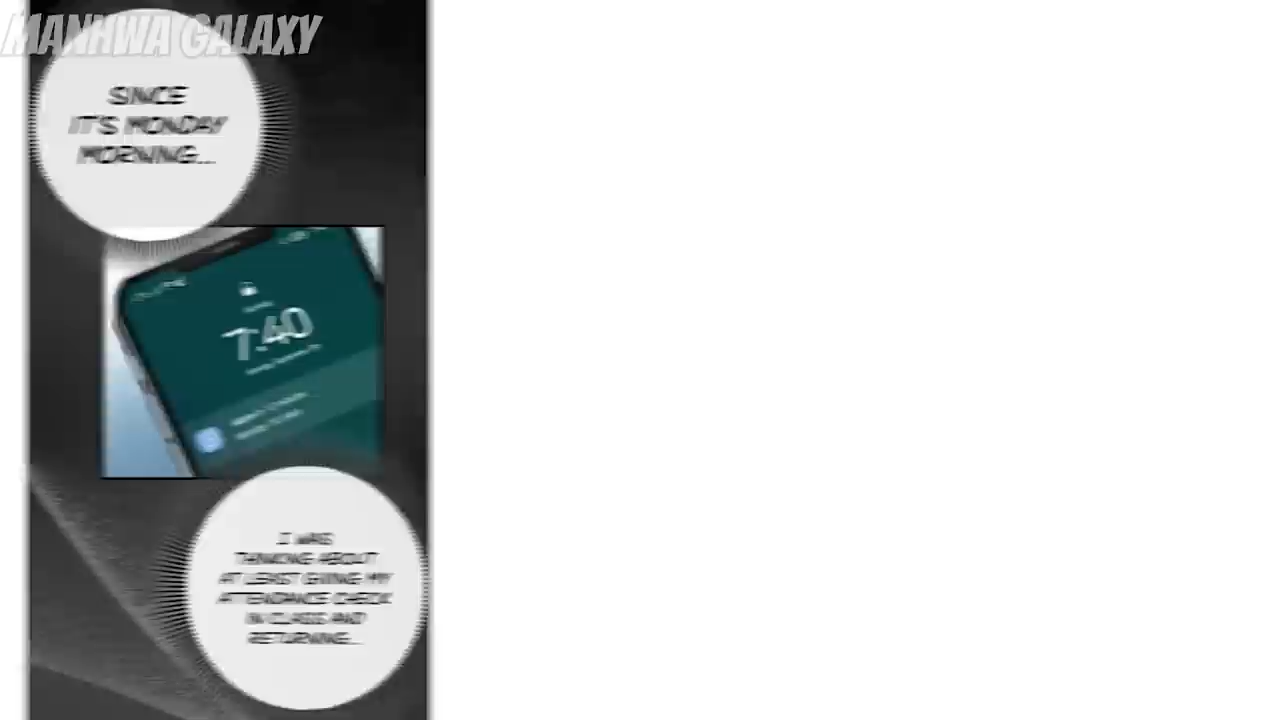 MANHWA GALAXY
SINCE
IT'S MONDAY
MORNING...
7:40
I WAS
THINKING ABOUT
AT LEAST GIVING MY
ATTENDANCE CHECK
IN CLASS AND
RETURNING...